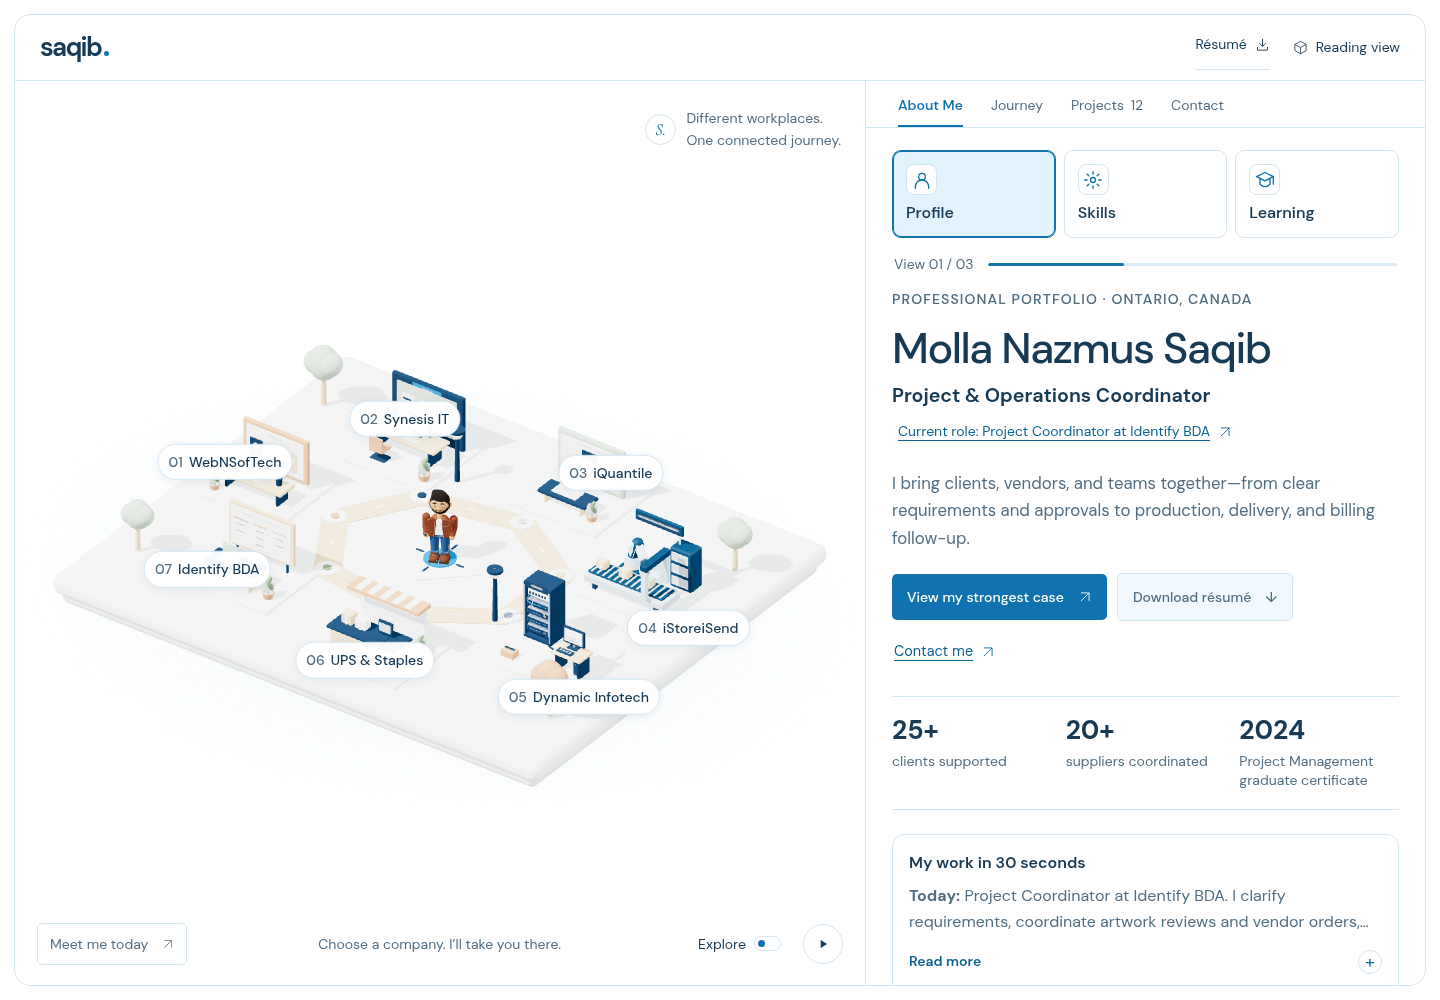 saqib.
Résumé
Reading view
S.
Different workplaces.
One connected journey.
02 Synesis IT
01 WebNSofTech
03 iQuantile
07 Identify BDA
04 iStoreiSend
06 UPS & Staples
05 Dynamic Infotech
Meet me today
Choose a company. I’ll take you there.
Explore
About Me
Journey
Projects 12
Contact
Profile
Skills
Learning
View 01 / 03
PROFESSIONAL PORTFOLIO · ONTARIO, CANADA
Molla Nazmus Saqib
Project & Operations Coordinator
Current role: Project Coordinator at Identify BDA
I bring clients, vendors, and teams together—from clear
requirements and approvals to production, delivery, and billing
follow-up.
View my strongest case
Download résumé
Contact me
25+
clients supported
20+
suppliers coordinated
2024
Project Management
graduate certificate
My work in 30 seconds
Today: Project Coordinator at Identify BDA. I clarify
requirements, coordinate artwork reviews and vendor orders,…
Read more